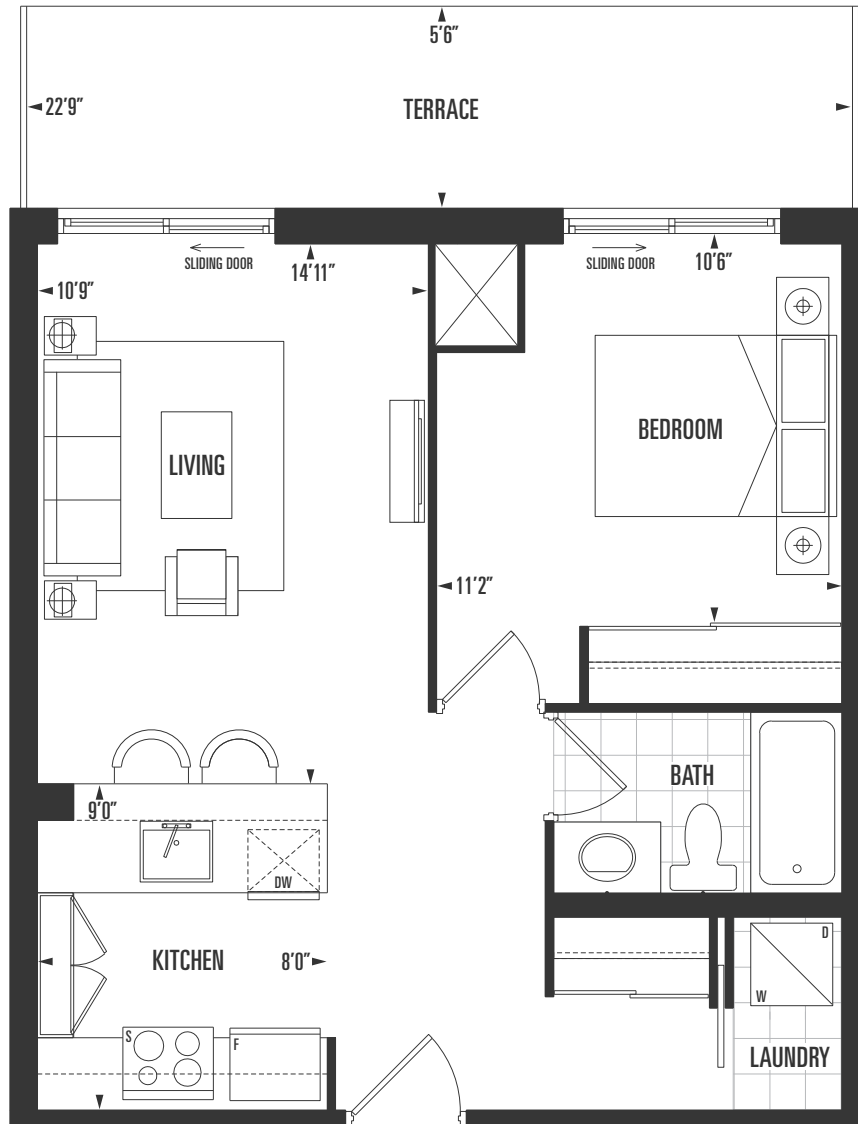 5'6"
22'9"
TERRACE
SLIDING DOOR
14'11"
SLIDING DOOR
10'6"
10'9"
LIVING
BEDROOM
11'2"
BATH
9'0"
DW
KITCHEN
8'0"
D
W
S
F
LAUNDRY